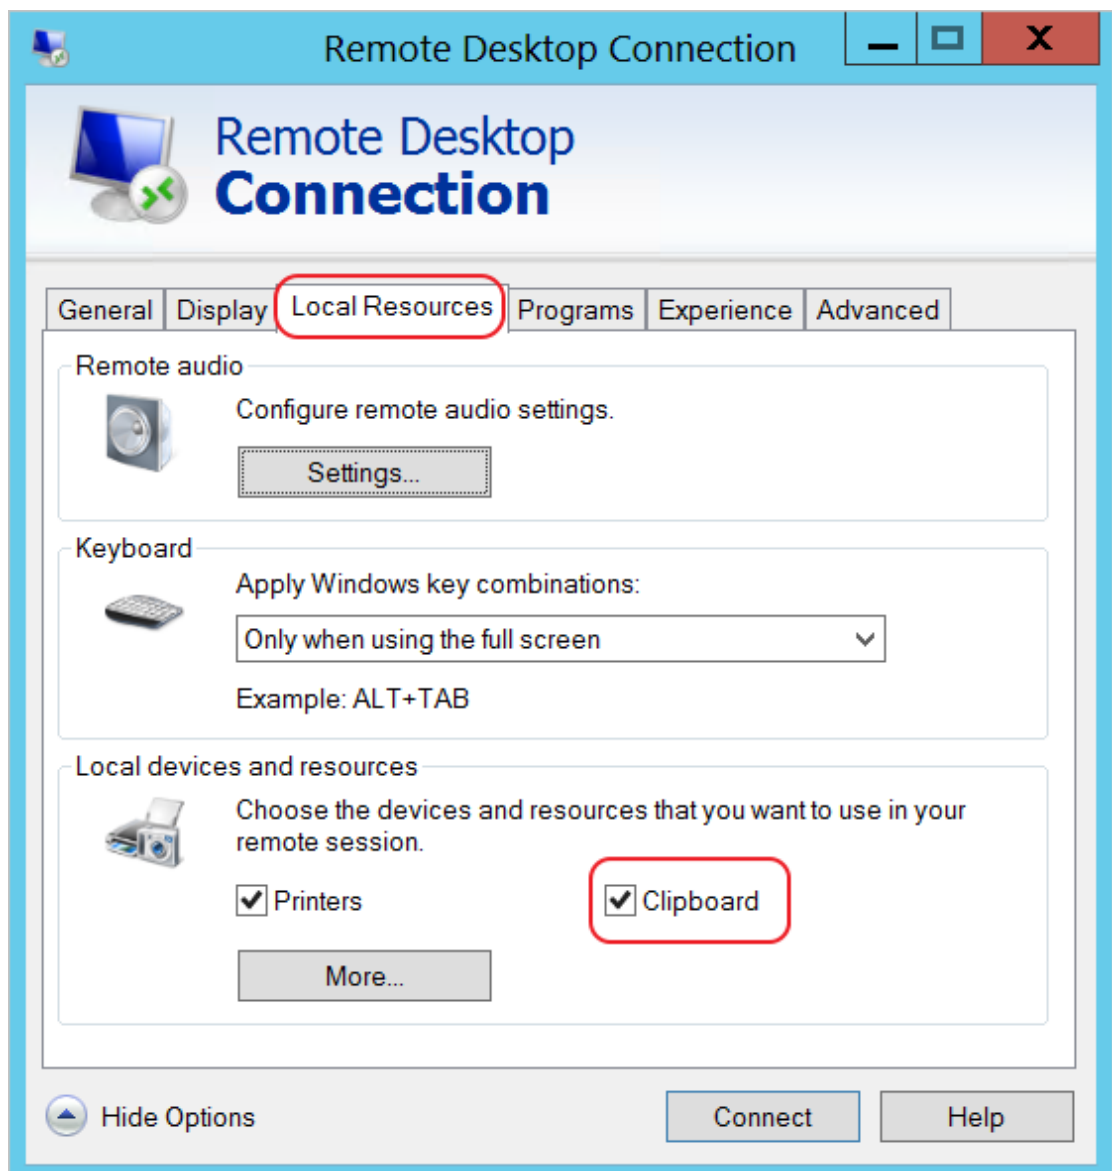 Remote Desktop Connection
X
Remote Desktop
Connection
General Display Local Resources Programs Experience Advanced
Remote audio
Configure remote audio settings.
Settings...
Keyboard
Apply Windows key combinations:
Only when using the full screen
Example: ALT+TAB
Local devices and resources
Choose the devices and resources that you want to use in your
remote session.
Printers Clipboard
More...
Hide Options Connect Help